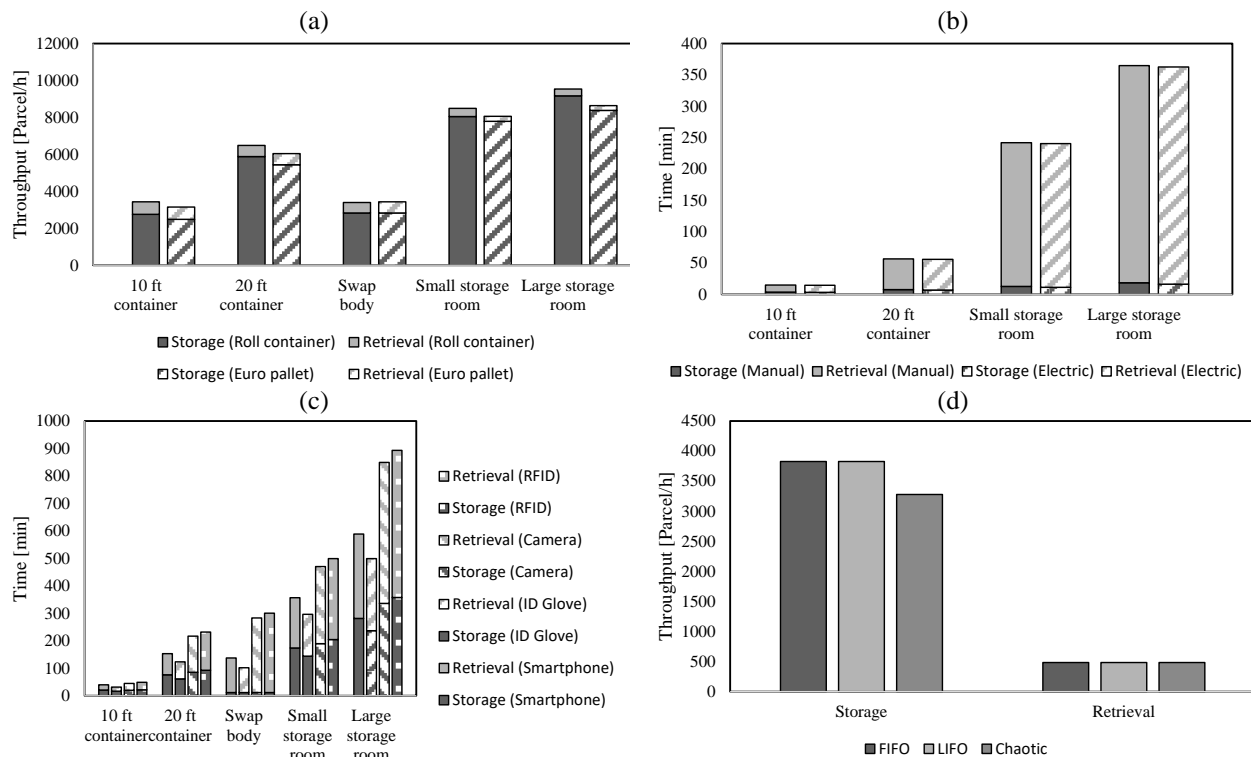 (a)
Throughput [Parcel/h]
12000
10000
8000
6000
4000
2000
0
10 ft container
20 ft container
Swap body
Small storage room
Large storage room
Storage (Roll container)
Retrieval (Roll container)
Storage (Euro pallet)
Retrieval (Euro pallet)
(b)
Time [min]
400
350
300
250
200
150
100
50
0
10 ft container
20 ft container
Small storage room
Large storage room
Storage (Manual)
Retrieval (Manual)
Storage (Electric)
Retrieval (Electric)
(c)
Time [min]
1000
900
800
700
600
500
400
300
200
100
0
10 ft container
20 ft container
Swap body
Small storage room
Large storage room
Retrieval (RFID)
Storage (RFID)
Retrieval (Camera)
Storage (Camera)
Retrieval (ID Glove)
Storage (ID Glove)
Retrieval (Smartphone)
Storage (Smartphone)
(d)
Throughput [Parcel/h]
4500
4000
3500
3000
2500
2000
1500
1000
500
0
Storage
Retrieval
FIFO
LIFO
Chaotic